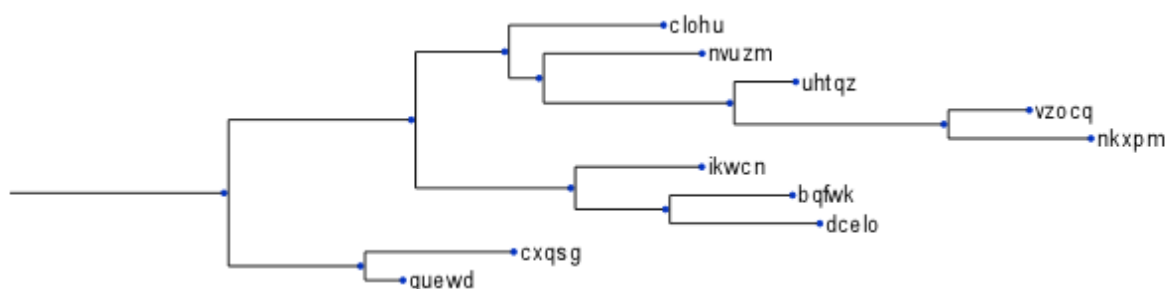 clohu
nvuzm
uhtqz
vzocq
nkxpm
ikwcn
bqfwk
dcelo
cxqsg
quewd